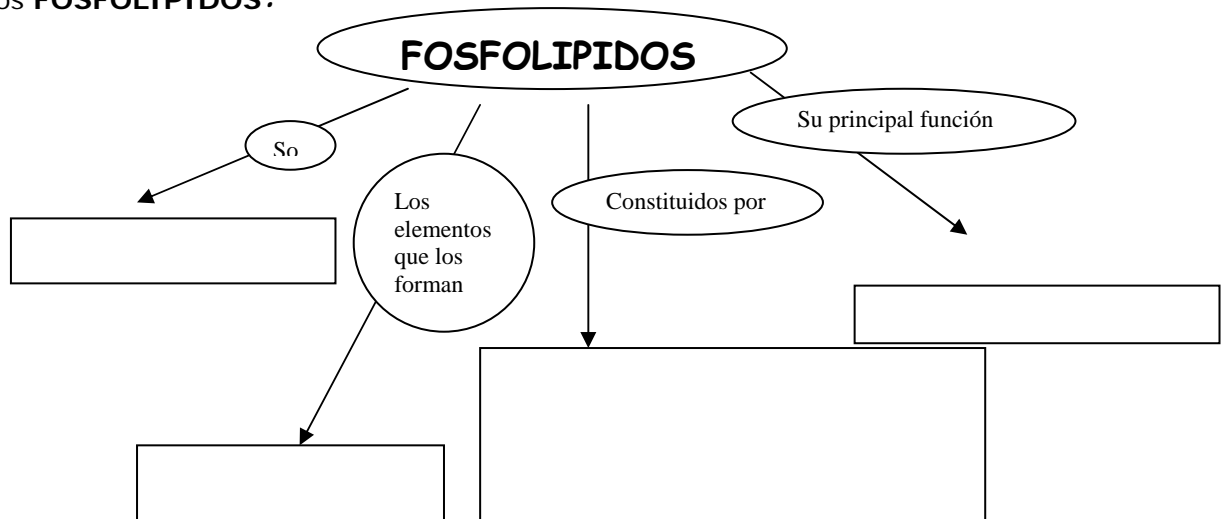 os FOSFOLIPIDOS:
FOSFOLIPIDOS
Su principal función
So
Los
elementos
que los
forman
Constituidos por